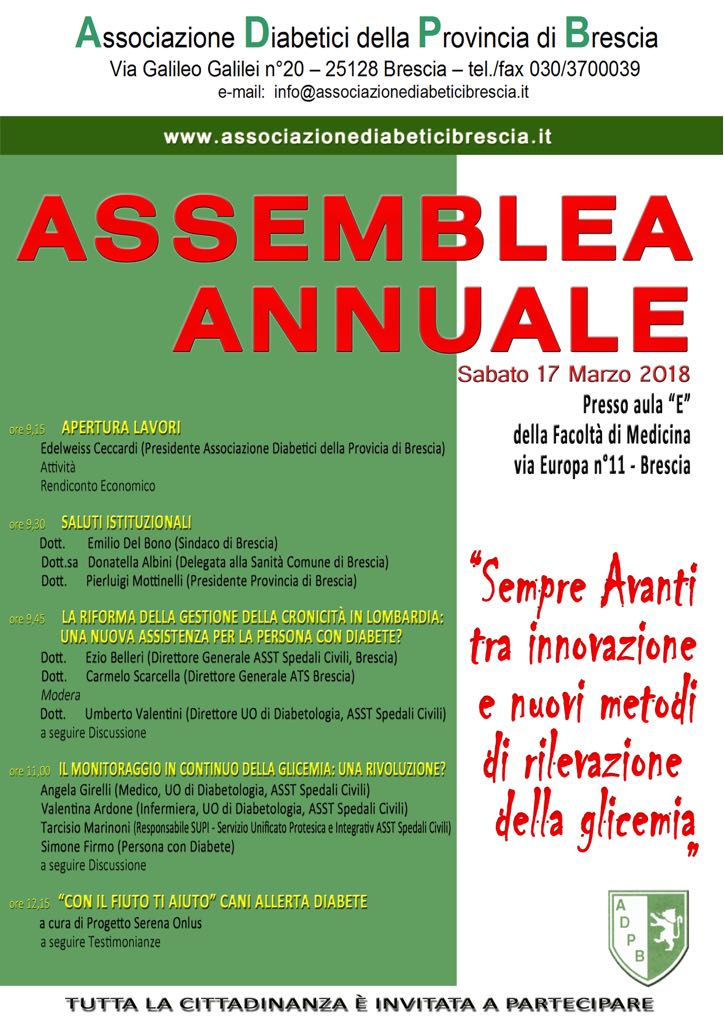 Associazione Diabetici della Provincia di Brescia
Via Galileo Galilei n°20 – 25128 Brescia – tel./fax 030/3700039
e-mail: info@associazionediabeticibrescia.it
www.associazionediabeticibrescia.it
ASSEMBLEA
ANNUALE
Sabato 17 Marzo 2018
Presso aula “E”
della Facoltà di Medicina
via Europa n°11 - Brescia
ore 9,15 APERTURA LAVORI
Edelweiss Ceccardi (Presidente Associazione Diabetici della Provicia di Brescia)
Attività
Rendiconto Economico
ore 9,30 SALUTI ISTITUZIONALI
Dott. Emilio Del Bono (Sindaco di Brescia)
Dott.sa Donatella Albini (Delegata alla Sanità Comune di Brescia)
Dott. Pierluigi Mottinelli (Presidente Provincia di Brescia)
ore 9,45 LA RIFORMA DELLA GESTIONE DELLA CRONICITÀ IN LOMBARDIA:
UNA NUOVA ASSISTENZA PER LA PERSONA CON DIABETE?
Dott. Ezio Belleri (Direttore Generale ASST Spedali Civili, Brescia)
Dott. Carmelo Scarcella (Direttore Generale ATS Brescia)
Modera
Dott. Umberto Valentini (Direttore UO di Diabetologia, ASST Spedali Civili)
a seguire Discussione
ore 11,00 IL MONITORAGGIO IN CONTINUO DELLA GLICEMIA: UNA RIVOLUZIONE?
Angela Girelli (Medico, UO di Diabetologia, ASST Spedali Civili)
Valentina Ardone (Infermiera, UO di Diabetologia, ASST Spedali Civili)
Tarcisio Marinoni (Responsabile SUPI - Servizio Unificato Protesica e Integrativ ASST Spedali Civili)
Simone Firmo (Persona con Diabete)
a seguire Discussione
ore 12,15 “CON IL FIUTO TI AIUTO” CANI ALLERTA DIABETE
a cura di Progetto Serena Onlus
a seguire Testimonianze
“Sempre Avanti
tra innovazione
e nuovi metodi
di rilevazione
della glicemia”
ADPB
TUTTA LA CITTADINANZA È INVITATA A PARTECIPARE